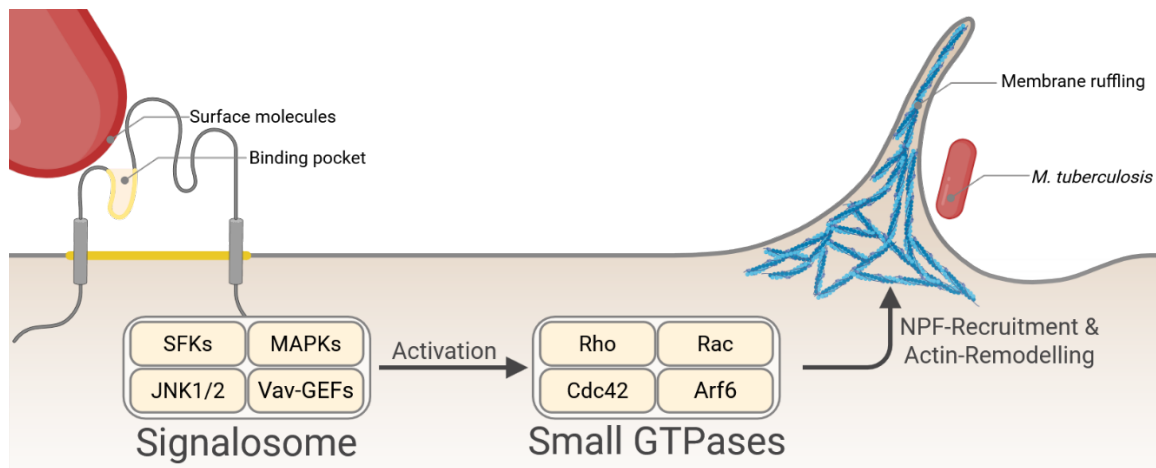 Surface molecules
Binding pocket
Membrane ruffling
M. tuberculosis
SFKs
MAPKs
JNK1/2
Vav-GEFs
Signalosome
Activation
Rho
Rac
Cdc42
Arf6
Small GTPases
NPF-Recruitment &
Actin-Remodelling